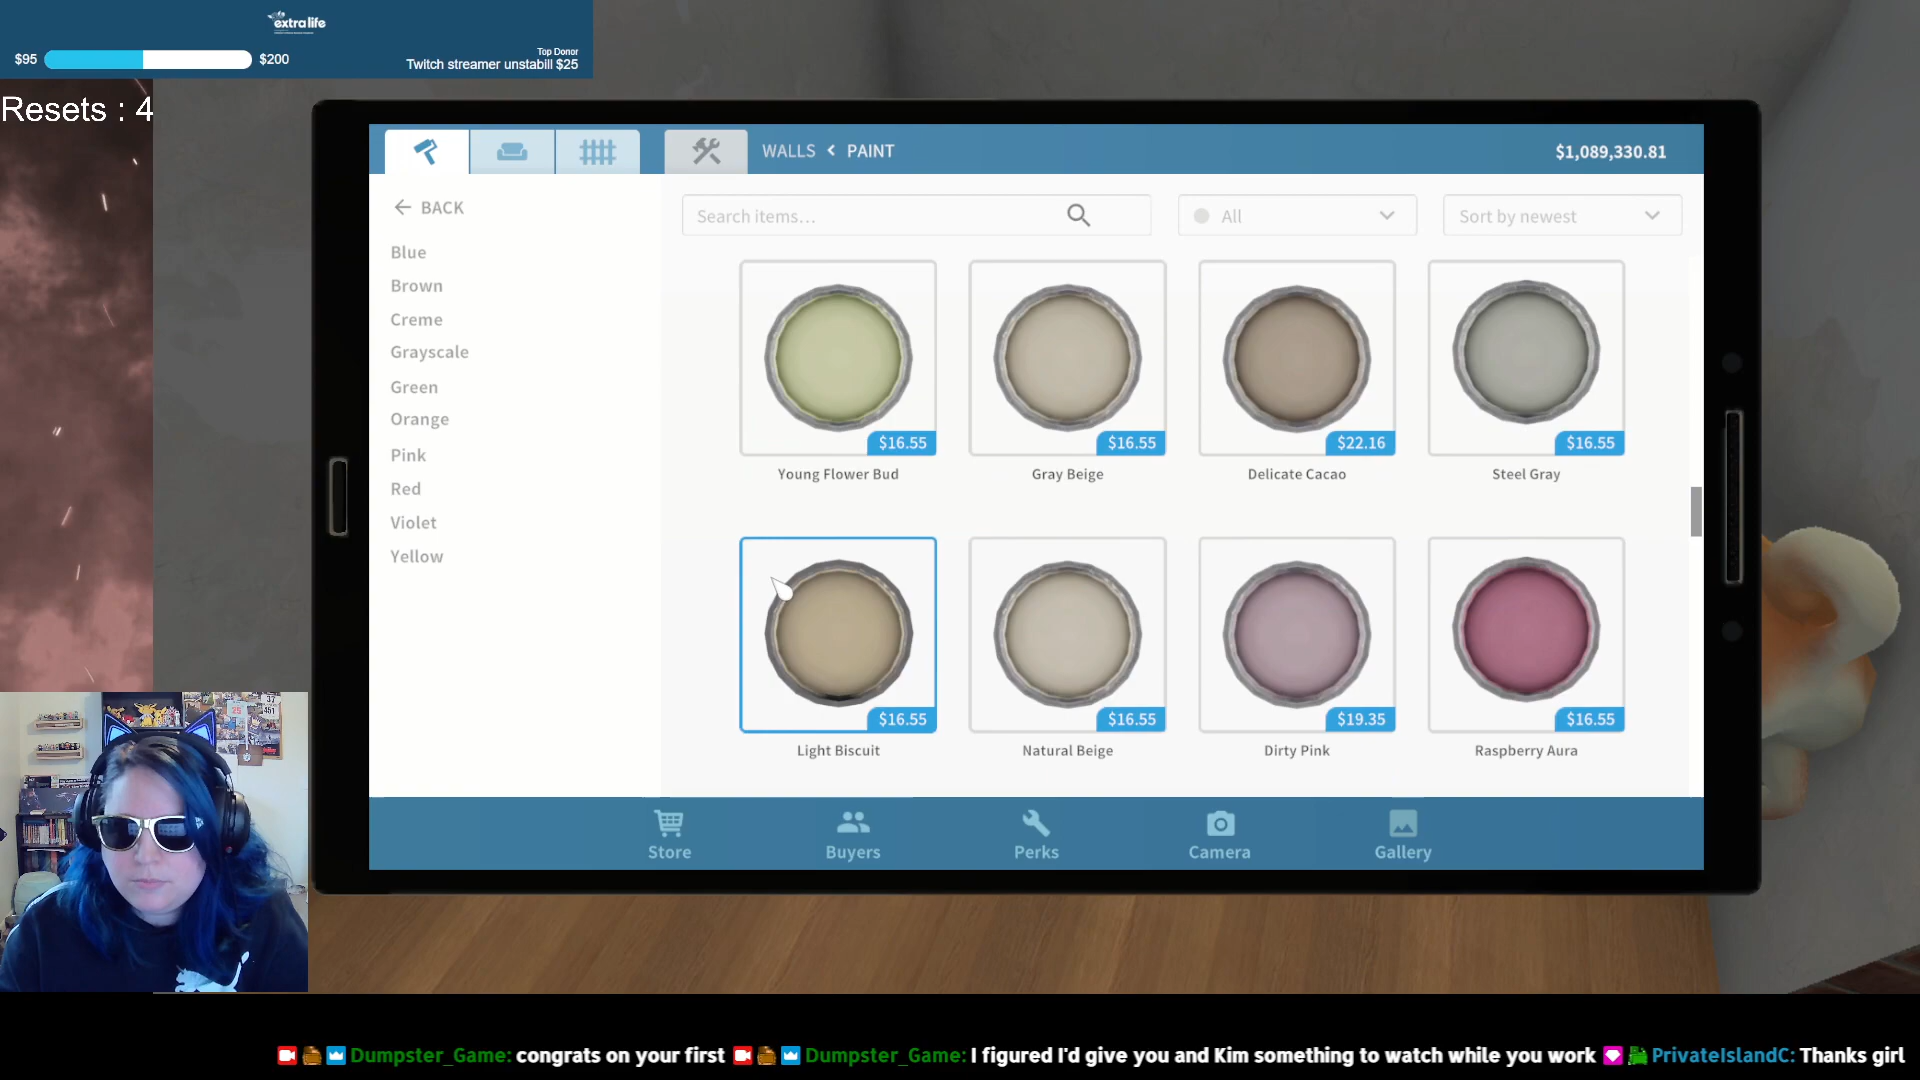 extralife
$95
$200
Top Donor
Twitch streamer unstabill $25
Resets : 4
WALLS < PAINT
$1,089,330.81
BACK
Search items...
All
Sort by newest
Blue
Brown
Creme
Grayscale
Green
Orange
Pink
Red
Violet
Yellow
$16.55
$16.55
$22.16
$16.55
Young Flower Bud
Gray Beige
Delicate Cacao
Steel Gray
$16.55
$16.55
$19.35
$16.55
Light Biscuit
Natural Beige
Dirty Pink
Raspberry Aura
Store
Buyers
Perks
Camera
Gallery
Dumpster_Game: congrats on your first Dumpster_Game: I figured I'd give you and Kim something to watch while you work PrivateIslandC: Thanks girl